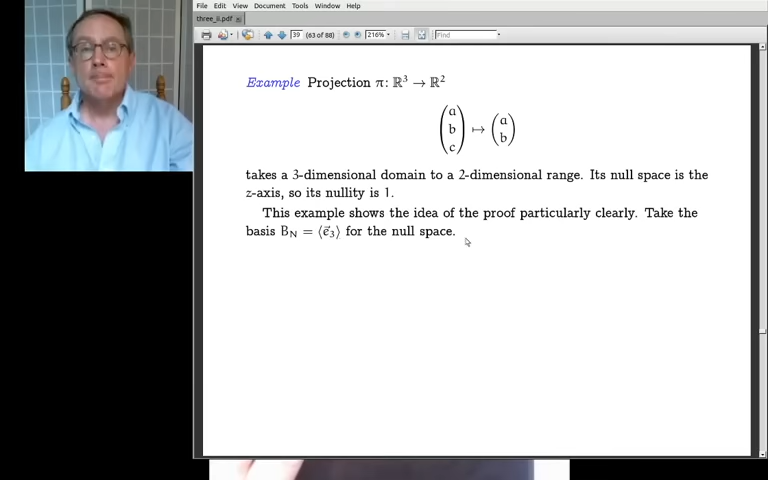 File Edit View Document Tools Window Help
three_ii.pdf
39 (63 of 88) 216% Find
Example Projection π: ℝ³ → ℝ²
(a b c) ↦ (a b)
takes a 3-dimensional domain to a 2-dimensional range. Its null space is the
z-axis, so its nullity is 1.
This example shows the idea of the proof particularly clearly. Take the
basis B_N = ⟨e⃗₃⟩ for the null space.